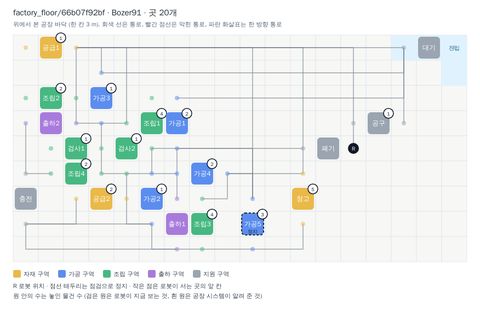 factory_floor/66b07f92bf · Bozer91 · 곳 20개
위에서 본 공장 바닥 (한 칸 3 m). 회색 선은 통로, 빨간 점선은 막힌 통로, 파란 화살표는 한 방향 통로
공급1 1 대기 진입
조립2 2 가공3 1
출하2 조립1 4 가공1 2 공구 1
검사1 1 검사2 1 폐기 R
조립4 2 가공4 2
충전 공급2 2 가공2 1 창고 5
출하1 조립3 4 가공5 3
자재 구역 가공 구역 조립 구역 출하 구역 지원 구역
R 로봇 위치 · 점선 테두리는 점검으로 정지 · 작은 점은 로봇이 서는 곳의 앞 칸
원 안의 수는 놓인 물건 수 (검은 원은 로봇이 지금 보는 것, 흰 원은 공장 시스템이 알려 준 것)